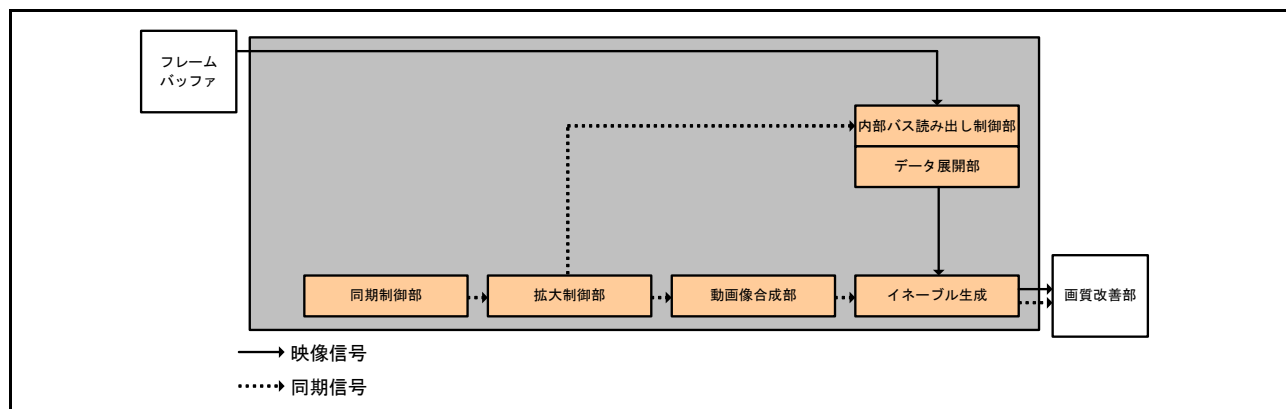 フレーム
バッファ
内部バス読み出し制御部
データ展開部
同期制御部
拡大制御部
動画像合成部
イネーブル生成
画質改善部
映像信号
同期信号